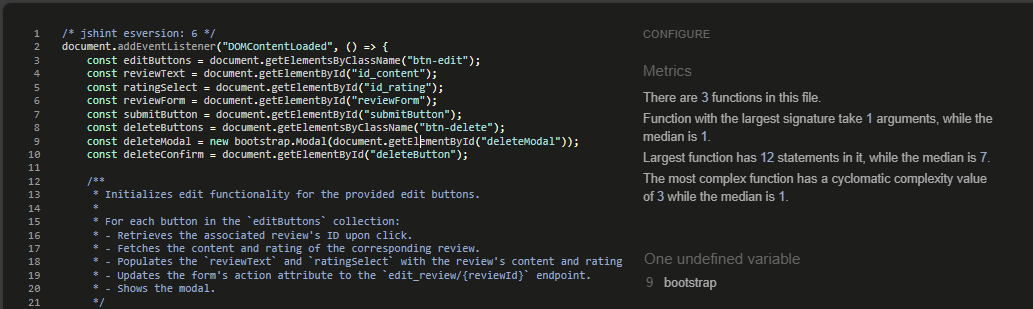 1 /* jshint esversion: 6 */
2 document.addEventListener("DOMContentLoaded", () => {
3 const editButtons = document.getElementsByClassName("btn-edit");
4 const reviewText = document.getElementById("id_content");
5 const ratingSelect = document.getElementById("id_rating");
6 const reviewForm = document.getElementById("reviewForm");
7 const submitButton = document.getElementById("submitButton");
8 const deleteButtons = document.getElementsByClassName("btn-delete");
9 const deleteModal = new bootstrap.Modal(document.getElementById("deleteModal"));
10 const deleteConfirm = document.getElementById("deleteButton");
11
12 /**
13 * Initializes edit functionality for the provided edit buttons.
14 *
15 * For each button in the `editButtons` collection:
16 * - Retrieves the associated review's ID upon click.
17 * - Fetches the content and rating of the corresponding review.
18 * - Populates the `reviewText` and `ratingSelect` with the review's content and rating
19 * - Updates the form's action attribute to the `edit_review/{reviewId}` endpoint.
20 * - Shows the modal.
21 */
CONFIGURE
Metrics
There are 3 functions in this file.
Function with the largest signature take 1 arguments, while the
median is 1.
Largest function has 12 statements in it, while the median is 7.
The most complex function has a cyclomatic complexity value
of 3 while the median is 1.
One undefined variable
9 bootstrap